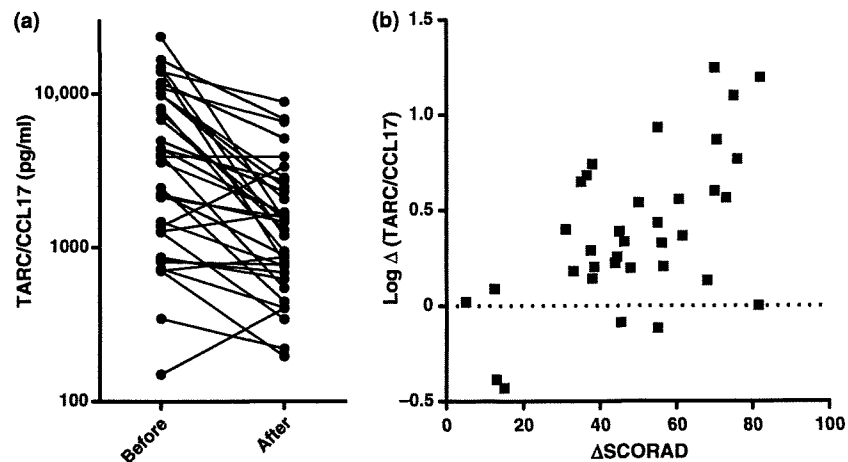 (a)
TARC/CCL17 (pg/ml)
10,000
1000
100
Before
After
(b)
Log Δ (TARC/CCL17)
1.5
1.0
0.5
0
–0.5
0
20
40
60
80
100
ΔSCORAD